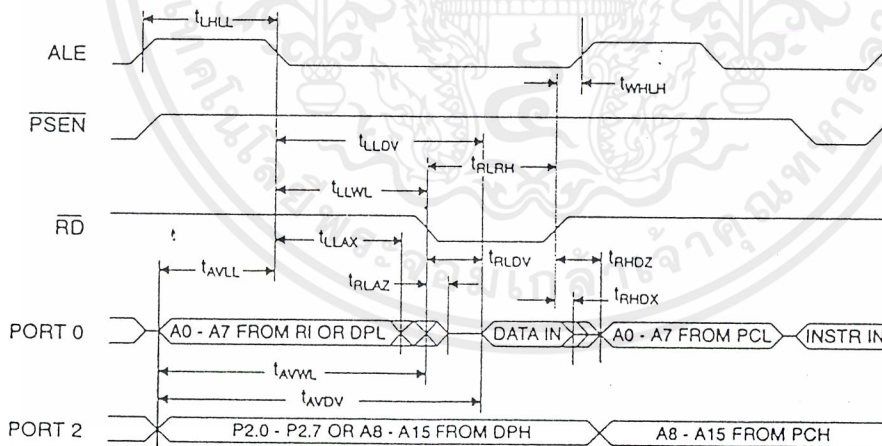 tLHLL
ALE
tWHLH
PSEN
tLLDV
tRLRH
tLLWL
RD
tLLAX
tRLDV
tRHDZ
tAVLL
tRLAZ
tRHDX
PORT 0
A0 - A7 FROM RI OR DPL
DATA IN
A0 - A7 FROM PCL
INSTR IN
tAVWL
tAVDV
PORT 2
P2.0 - P2.7 OR A8 - A15 FROM DPH
A8 - A15 FROM PCH